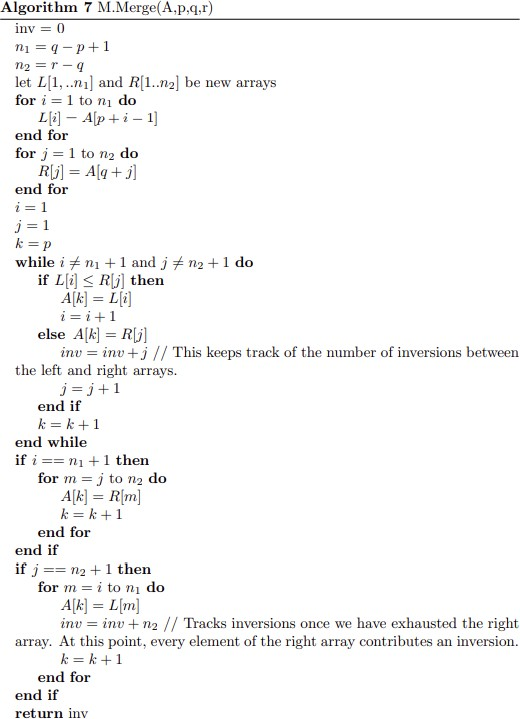 Algorithm 7 M.Merge(A,p,q,r)
inv = 0
n₁ = q − p + 1
n₂ = r − q
let L[1, ..n₁] and R[1..n₂] be new arrays
for i = 1 to n₁ do
L[i] − A[p + i − 1]
end for
for j = 1 to n₂ do
R[j] = A[q + j]
end for
i = 1
j = 1
k = p
while i ≠ n₁ + 1 and j ≠ n₂ + 1 do
if L[i] ≤ R[j] then
A[k] = L[i]
i = i + 1
else A[k] = R[j]
inv = inv + j // This keeps track of the number of inversions between
the left and right arrays.
j = j + 1
end if
k = k + 1
end while
if i == n₁ + 1 then
for m = j to n₂ do
A[k] = R[m]
k = k + 1
end for
end if
if j == n₂ + 1 then
for m = i to n₁ do
A[k] = L[m]
inv = inv + n₂ // Tracks inversions once we have exhausted the right
array. At this point, every element of the right array contributes an inversion.
k = k + 1
end for
end if
return inv